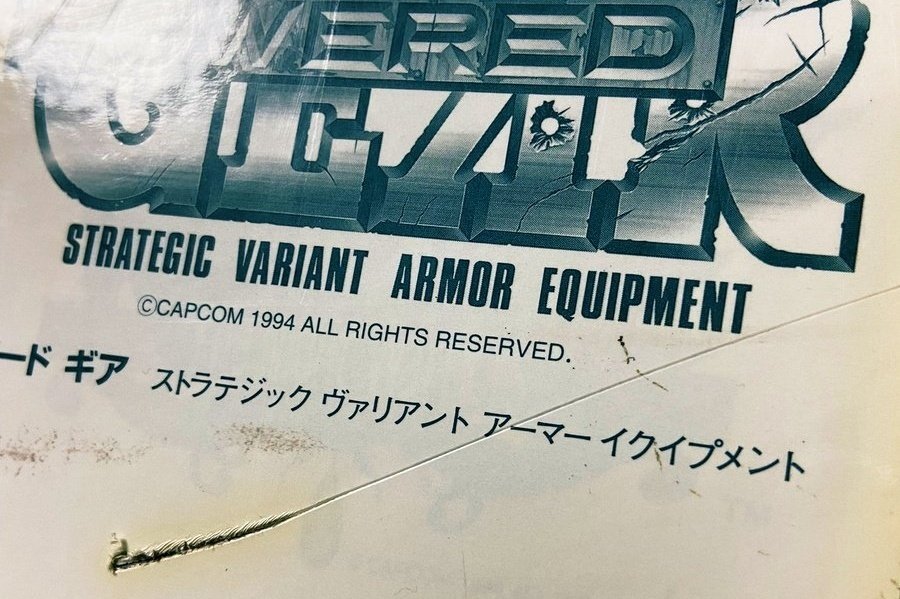 VERED
GEAR
STRATEGIC VARIANT ARMOR EQUIPMENT
©CAPCOM 1994 ALL RIGHTS RESERVED.
ード ギア ストラテジック ヴァリアント アーマー イクイプメント